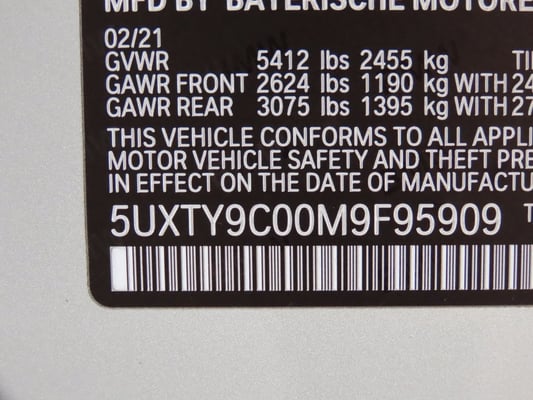 MFD BY BAYERISCHE MOTORE
02/21
GVWR 5412 lbs 2455 kg
GAWR FRONT 2624 lbs 1190 kg WITH 24
GAWR REAR 3075 lbs 1395 kg WITH 27
THIS VEHICLE CONFORMS TO ALL APPLI
MOTOR VEHICLE SAFETY AND THEFT PRE
IN EFFECT ON THE DATE OF MANUFACTU
5UXTY9C00M9F95909